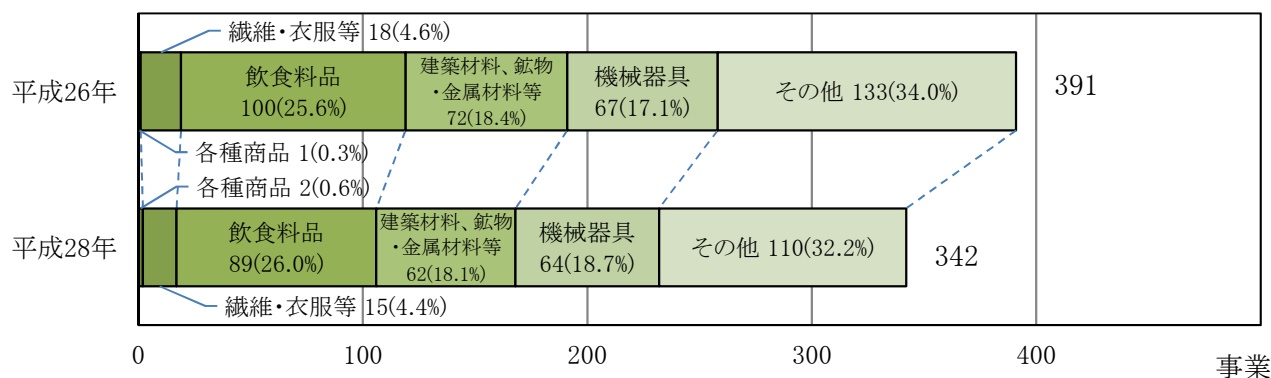 繊維・衣服等 18(4.6%)
平成26年
飲食料品
100(25.6%)
建築材料、鉱物
・金属材料等
72(18.4%)
機械器具
67(17.1%)
その他 133(34.0%)
391
各種商品 1(0.3%)
各種商品 2(0.6%)
平成28年
飲食料品
89(26.0%)
建築材料、鉱物
・金属材料等
62(18.1%)
機械器具
64(18.7%)
その他 110(32.2%)
342
繊維・衣服等 15(4.4%)
0 100 200 300 400
事業